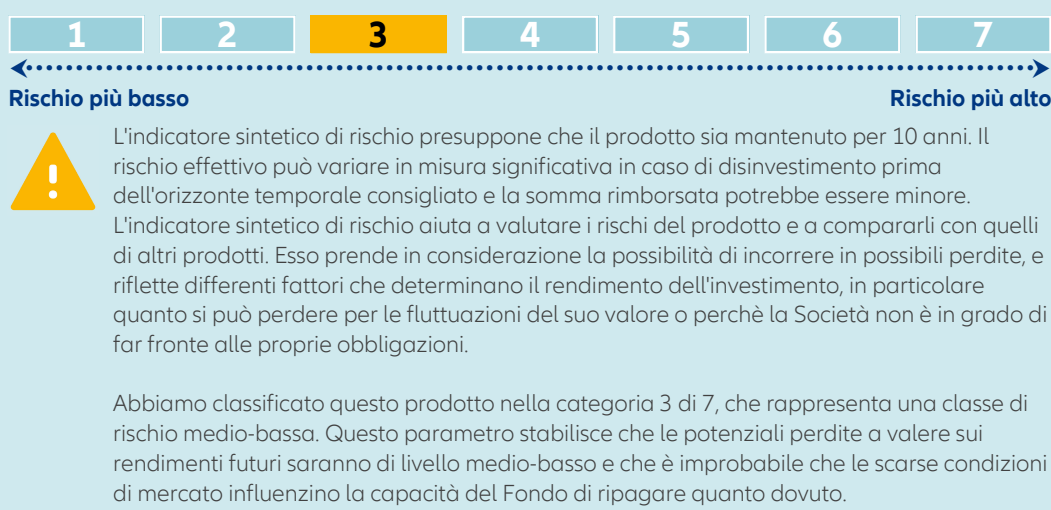 1 2 3 4 5 6 7
Rischio più basso Rischio più alto
L'indicatore sintetico di rischio presuppone che il prodotto sia mantenuto per 10 anni. Il
rischio effettivo può variare in misura significativa in caso di disinvestimento prima
dell'orizzonte temporale consigliato e la somma rimborsata potrebbe essere minore.
L'indicatore sintetico di rischio aiuta a valutare i rischi del prodotto e a compararli con quelli
di altri prodotti. Esso prende in considerazione la possibilità di incorrere in possibili perdite, e
riflette differenti fattori che determinano il rendimento dell'investimento, in particolare
quanto si può perdere per le fluttuazioni del suo valore o perchè la Società non è in grado di
far fronte alle proprie obbligazioni.
Abbiamo classificato questo prodotto nella categoria 3 di 7, che rappresenta una classe di
rischio medio-bassa. Questo parametro stabilisce che le potenziali perdite a valere sui
rendimenti futuri saranno di livello medio-basso e che è improbabile che le scarse condizioni
di mercato influenzino la capacità del Fondo di ripagare quanto dovuto.